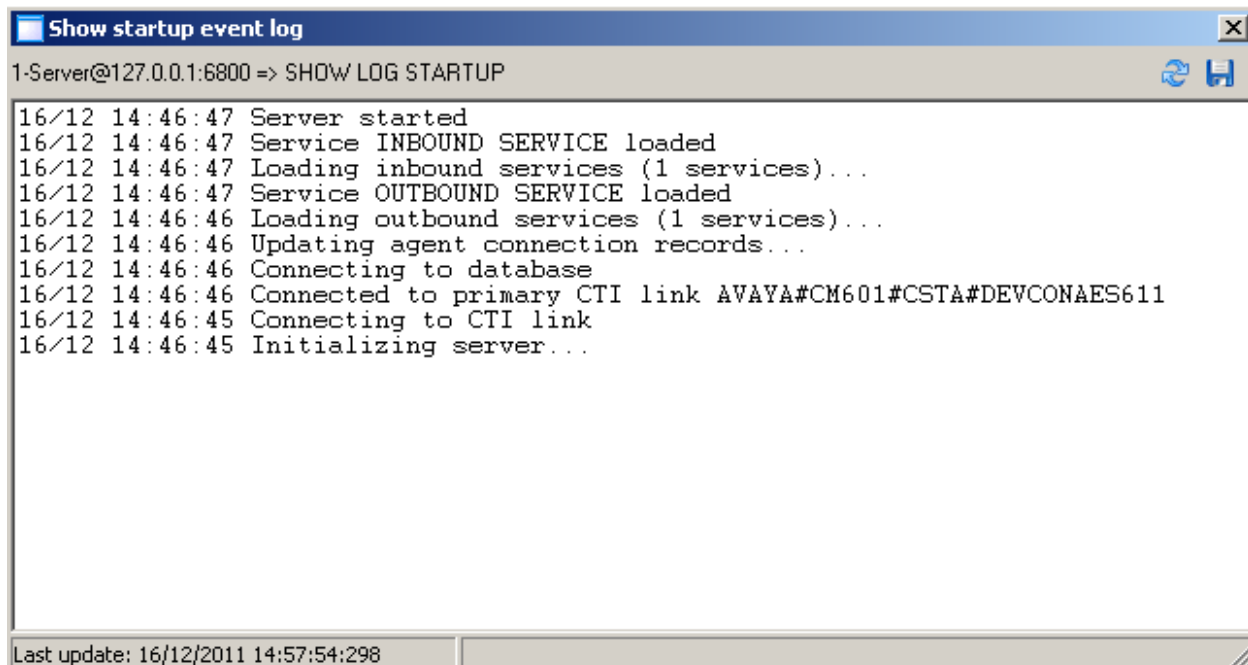 Show startup event log
1-Server@127.0.0.1:6800 => SHOW LOG STARTUP
16/12 14:46:47 Server started
16/12 14:46:47 Service INBOUND SERVICE loaded
16/12 14:46:47 Loading inbound services (1 services)...
16/12 14:46:47 Service OUTBOUND SERVICE loaded
16/12 14:46:46 Loading outbound services (1 services)...
16/12 14:46:46 Updating agent connection records...
16/12 14:46:46 Connecting to database
16/12 14:46:46 Connected to primary CTI link AVAYA#CM601#CSTA#DEVCONAES611
16/12 14:46:45 Connecting to CTI link
16/12 14:46:45 Initializing server...
Last update: 16/12/2011 14:57:54:298